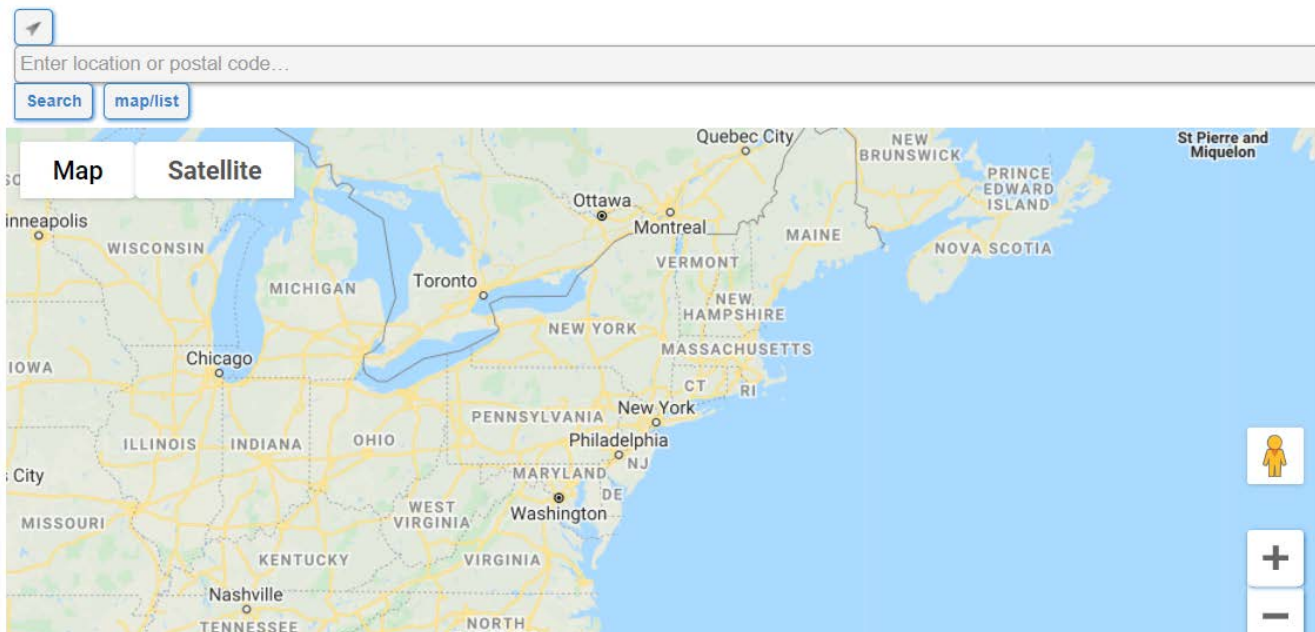 Enter location or postal code...
Search
map/list
Map
Satellite
Quebec City
NEW
BRUNSWICK
St Pierre and
Miquelon
PRINCE
EDWARD
ISLAND
Ottawa
Montreal
MAINE
NOVA SCOTIA
inneapolis
WISCONSIN
VERMONT
MICHIGAN
Toronto
NEW
HAMPSHIRE
NEW YORK
MASSACHUSETTS
IOWA
Chicago
CT
RI
PENNSYLVANIA
New York
ILLINOIS
INDIANA
OHIO
Philadelphia
NJ
City
MARYLAND
DE
Washington
WEST
VIRGINIA
MISSOURI
KENTUCKY
VIRGINIA
Nashville
TENNESSEE
NORTH